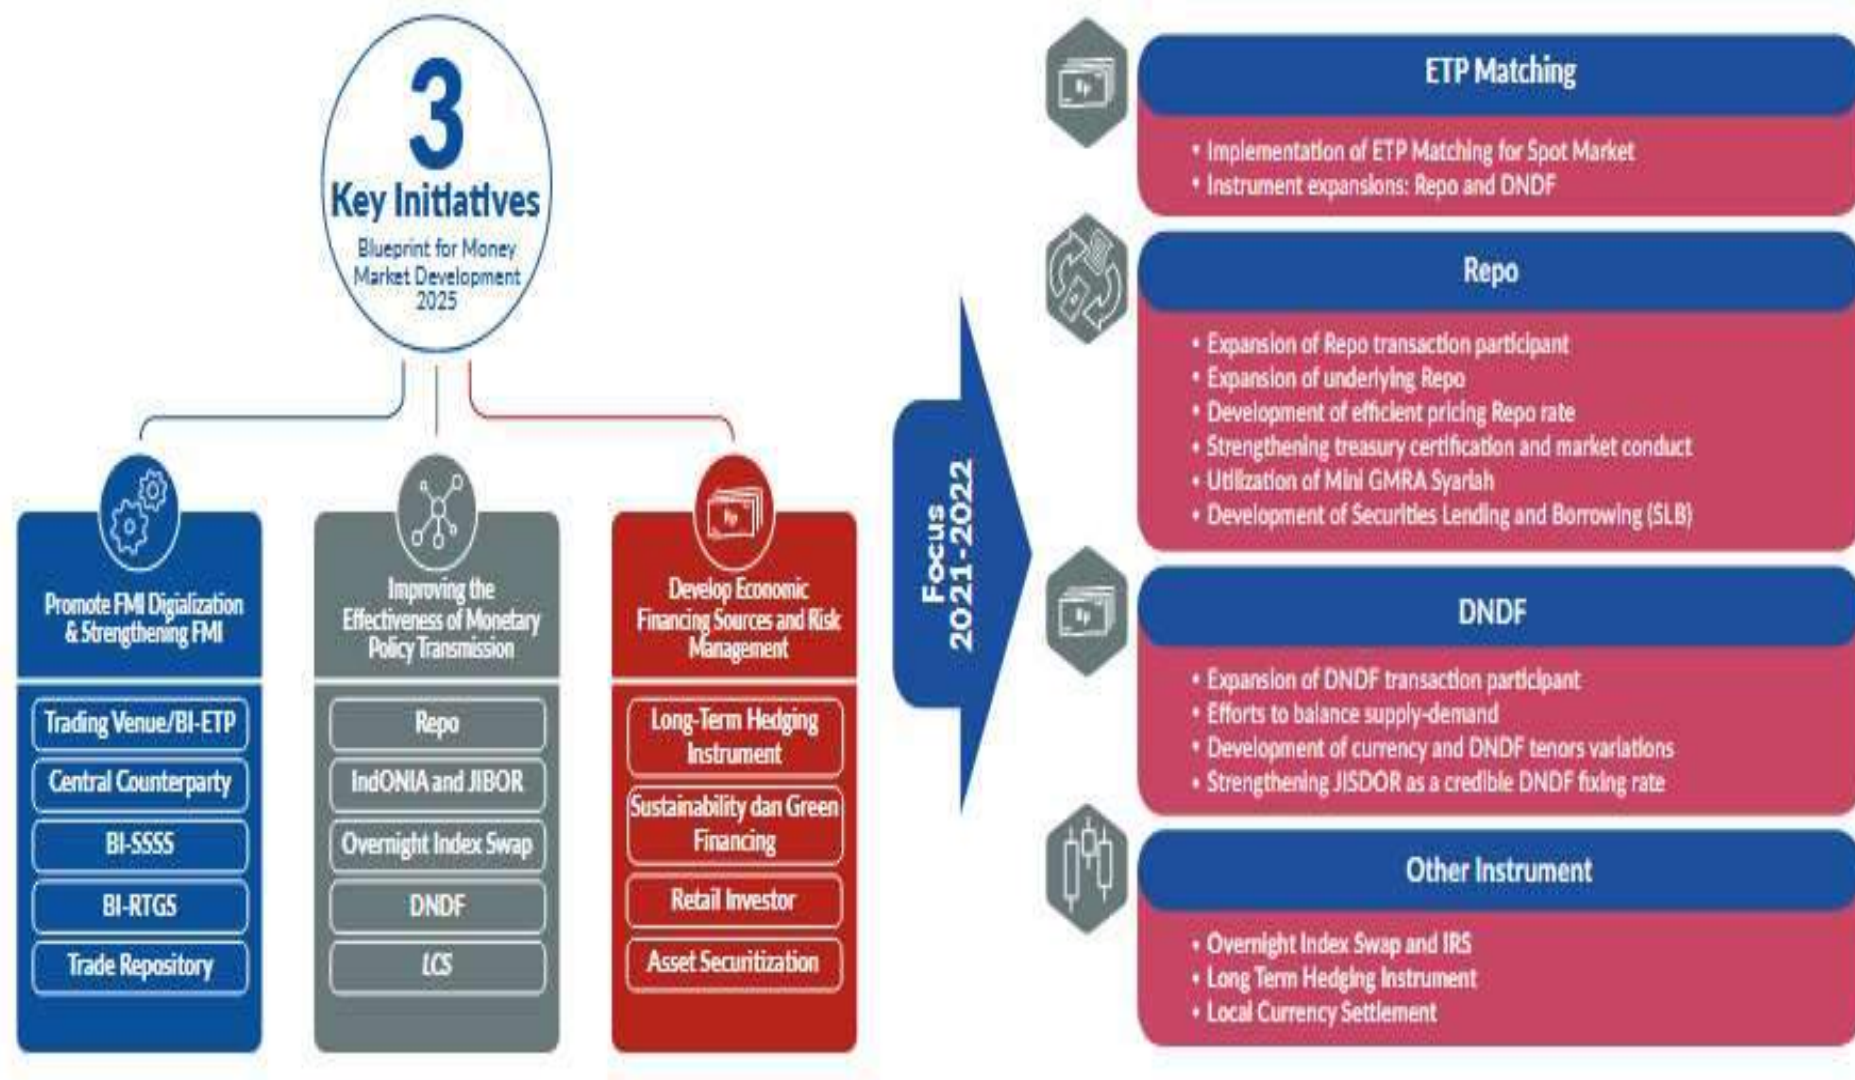 3
Key Initiatives
Blueprint for Money
Market Development
2025
Promote FMI Digialization
& Strengthening FMI
Trading Venue/BI-ETP
Central Counterparty
BI-SSSS
BI-RTGS
Trade Repository
Improving the
Effectiveness of Monetary
Policy Transmission
Repo
IndONIA and JIBOR
Overnight Index Swap
DNDF
LCS
Rp
Develop Economic
Financing Sources and Risk
Management
Long-Term Hedging
Instrument
Sustainability dan Green
Financing
Retail Investor
Asset Securitization
Focus
2021-2022
Rp
ETP Matching
• Implementation of ETP Matching for Spot Market
• Instrument expansions: Repo and DNDF
Repo
• Expansion of Repo transaction participant
• Expansion of underlying Repo
• Development of efficient pricing Repo rate
• Strengthening treasury certification and market conduct
• Utilization of Mini GMRA Syariah
• Development of Securities Lending and Borrowing (SLB)
Rp
DNDF
• Expansion of DNDF transaction participant
• Efforts to balance supply-demand
• Development of currency and DNDF tenors variations
• Strengthening JISDOR as a credible DNDF fixing rate
Other Instrument
• Overnight Index Swap and IRS
• Long Term Hedging Instrument
• Local Currency Settlement